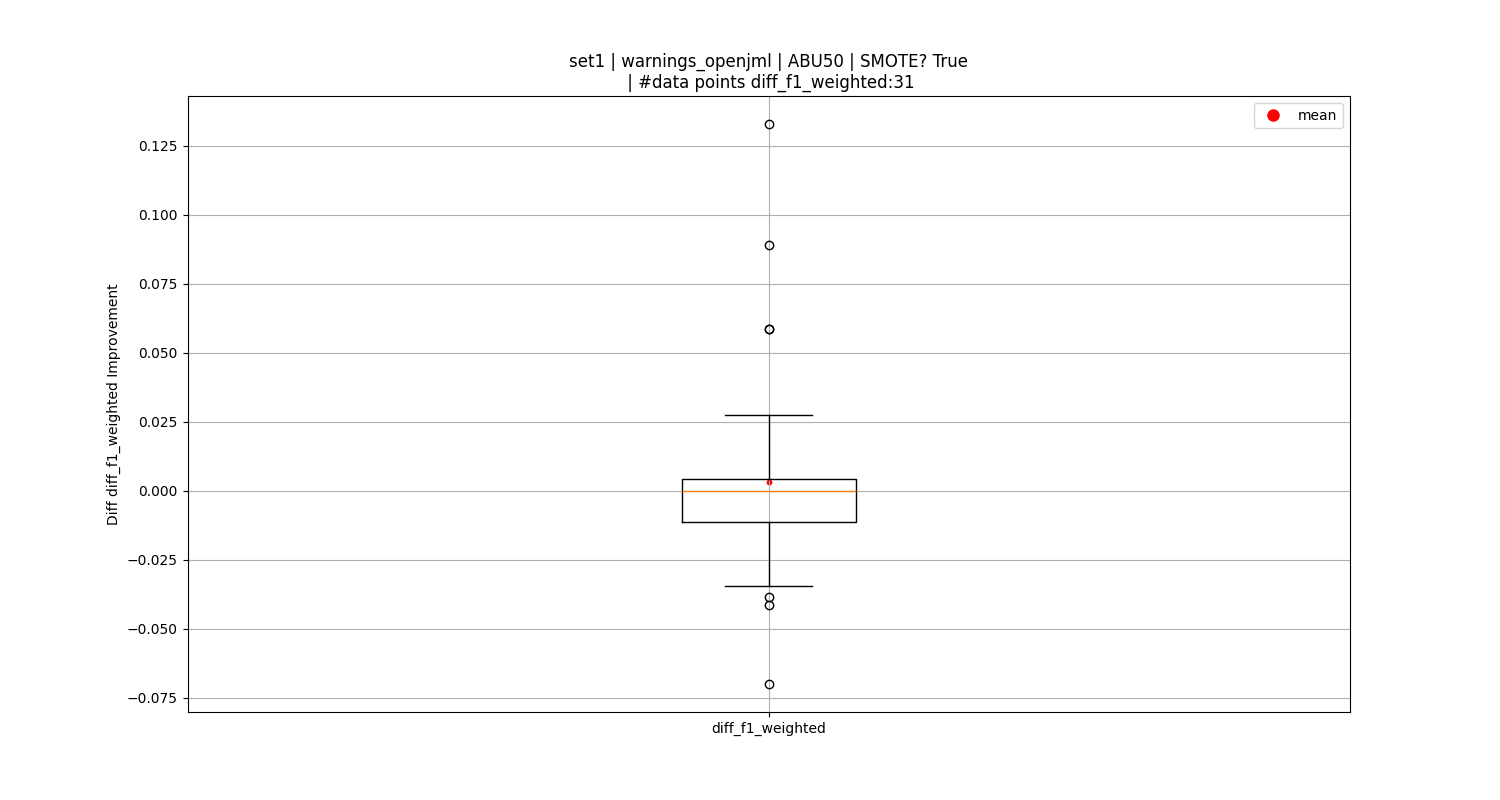 set1 | warnings_openjml | ABU50 | SMOTE? True
| #data points diff_f1_weighted:31
mean
0.125
0.100
0.075
0.050
0.025
0.000
−0.025
−0.050
−0.075
Diff diff_f1_weighted Improvement
diff_f1_weighted